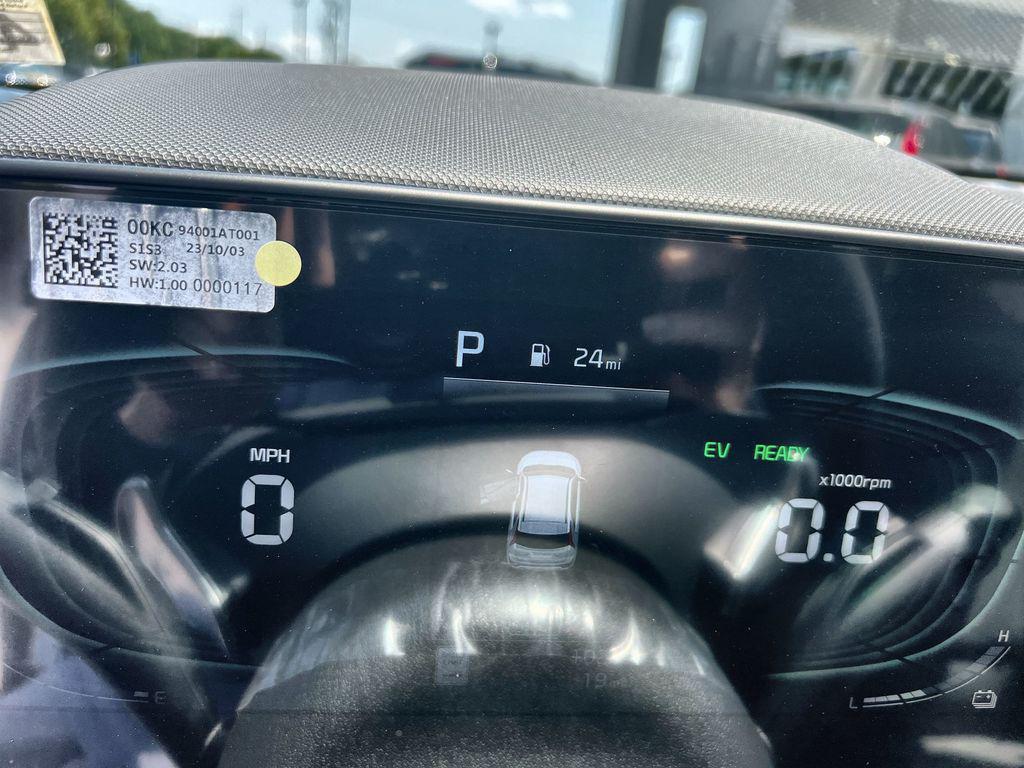 00KC 94001AT001
S1S3 23/10/03
SW:2.03
HW:1.00 0000117
P 24mi
MPH
0
EV READY
x1000rpm
0.0
H
L
E